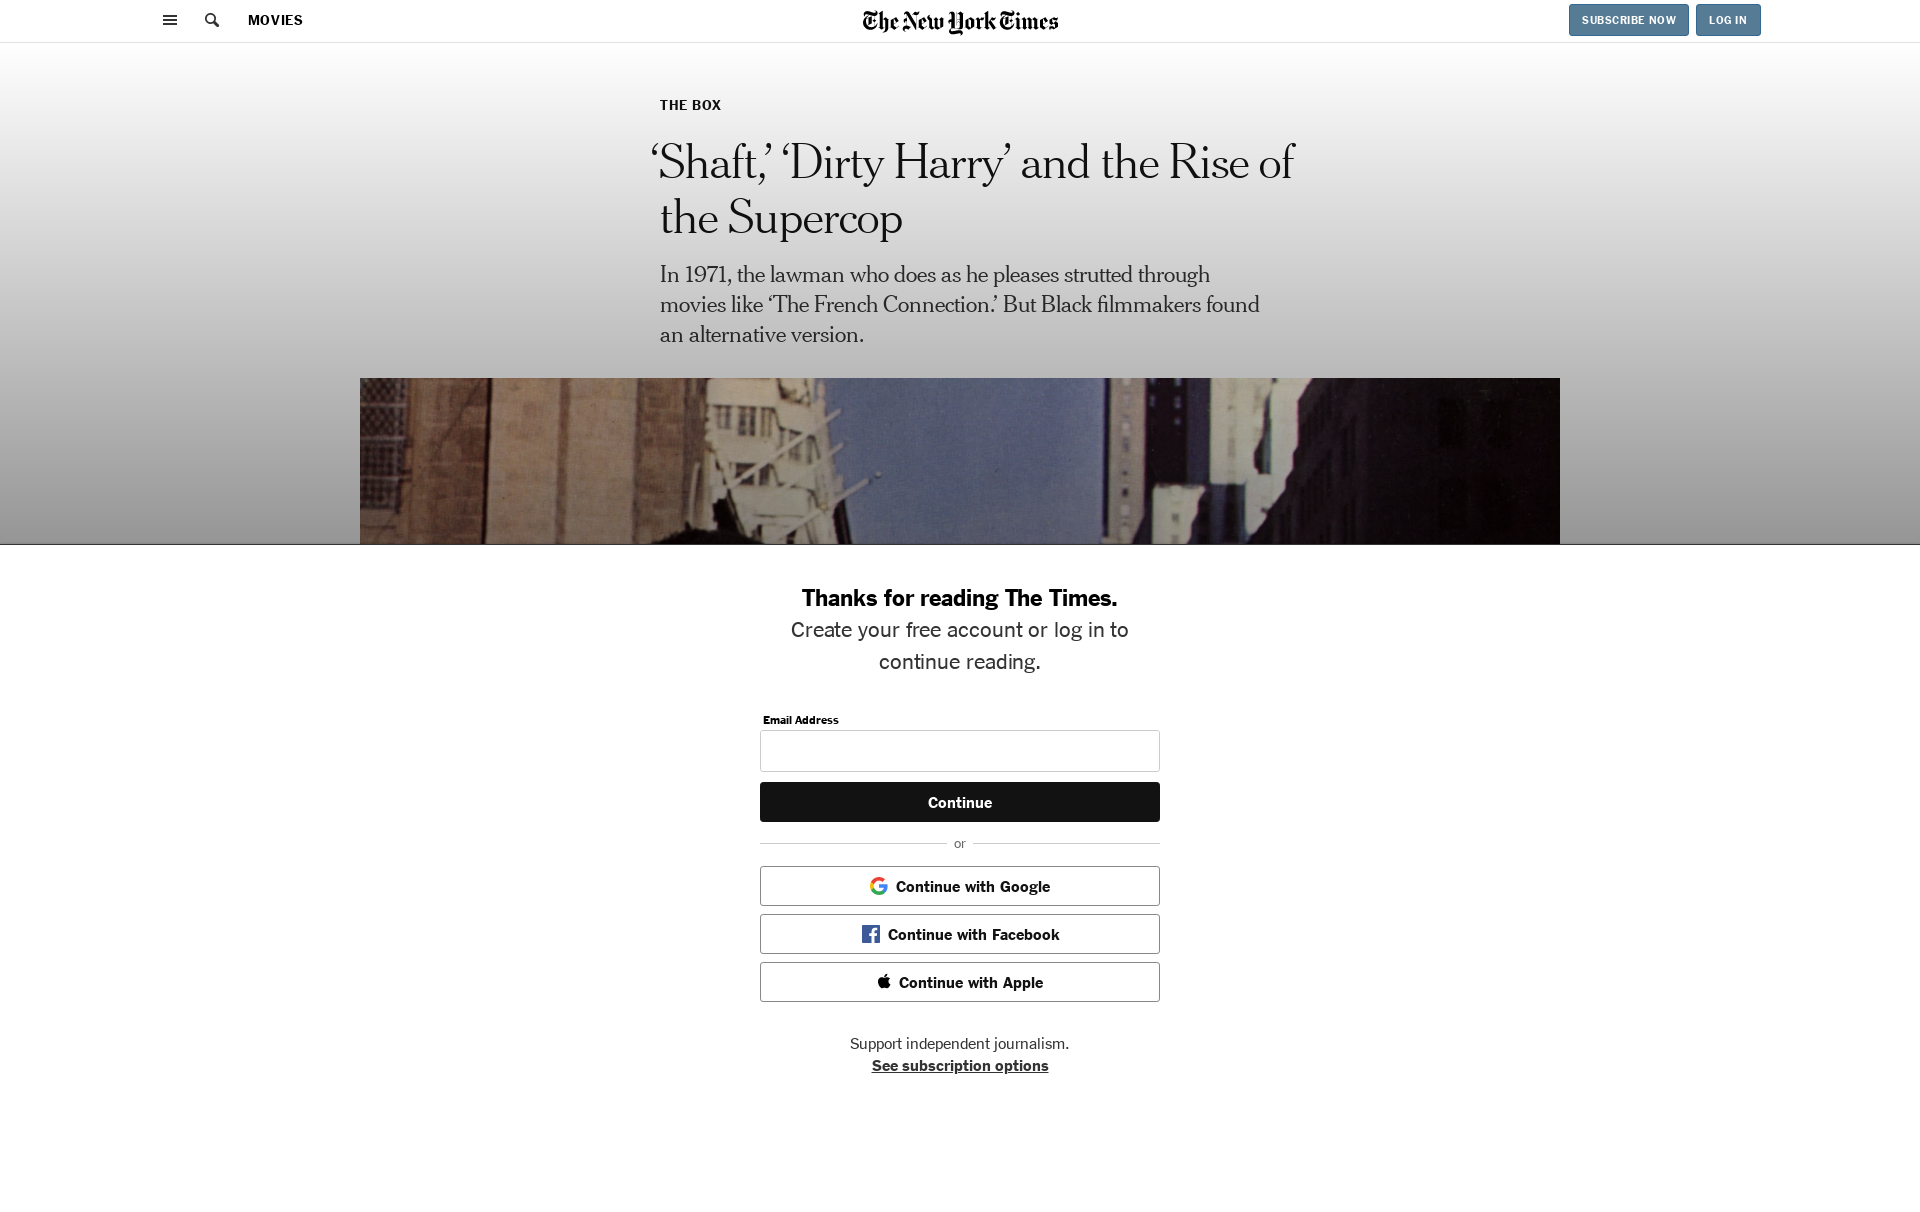 MOVIES
The New York Times
SUBSCRIBE NOW
LOG IN
THE BOX
‘Shaft,’ ‘Dirty Harry’ and the Rise of
the Supercop
In 1971, the lawman who does as he pleases strutted through
movies like ‘The French Connection.’ But Black filmmakers found
an alternative version.
Thanks for reading The Times.
Create your free account or log in to
continue reading.
Email Address
Continue
or
Continue with Google
Continue with Facebook
Continue with Apple
Support independent journalism.
See subscription options